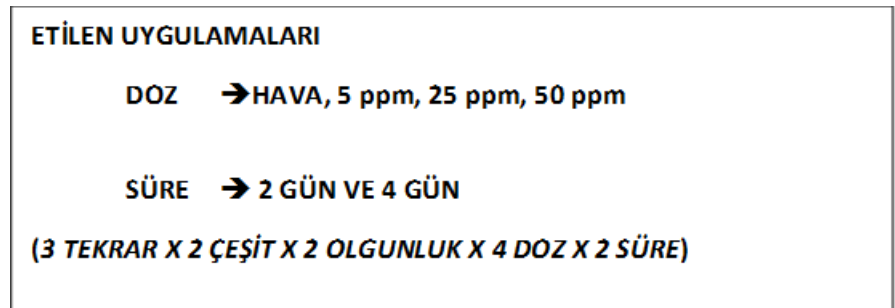 ETİLEN UYGULAMALARI
DOZ ➔HAVA, 5 ppm, 25 ppm, 50 ppm
SÜRE ➔ 2 GÜN VE 4 GÜN
(3 TEKRAR X 2 ÇEŞİT X 2 OLGUNLUK X 4 DOZ X 2 SÜRE)